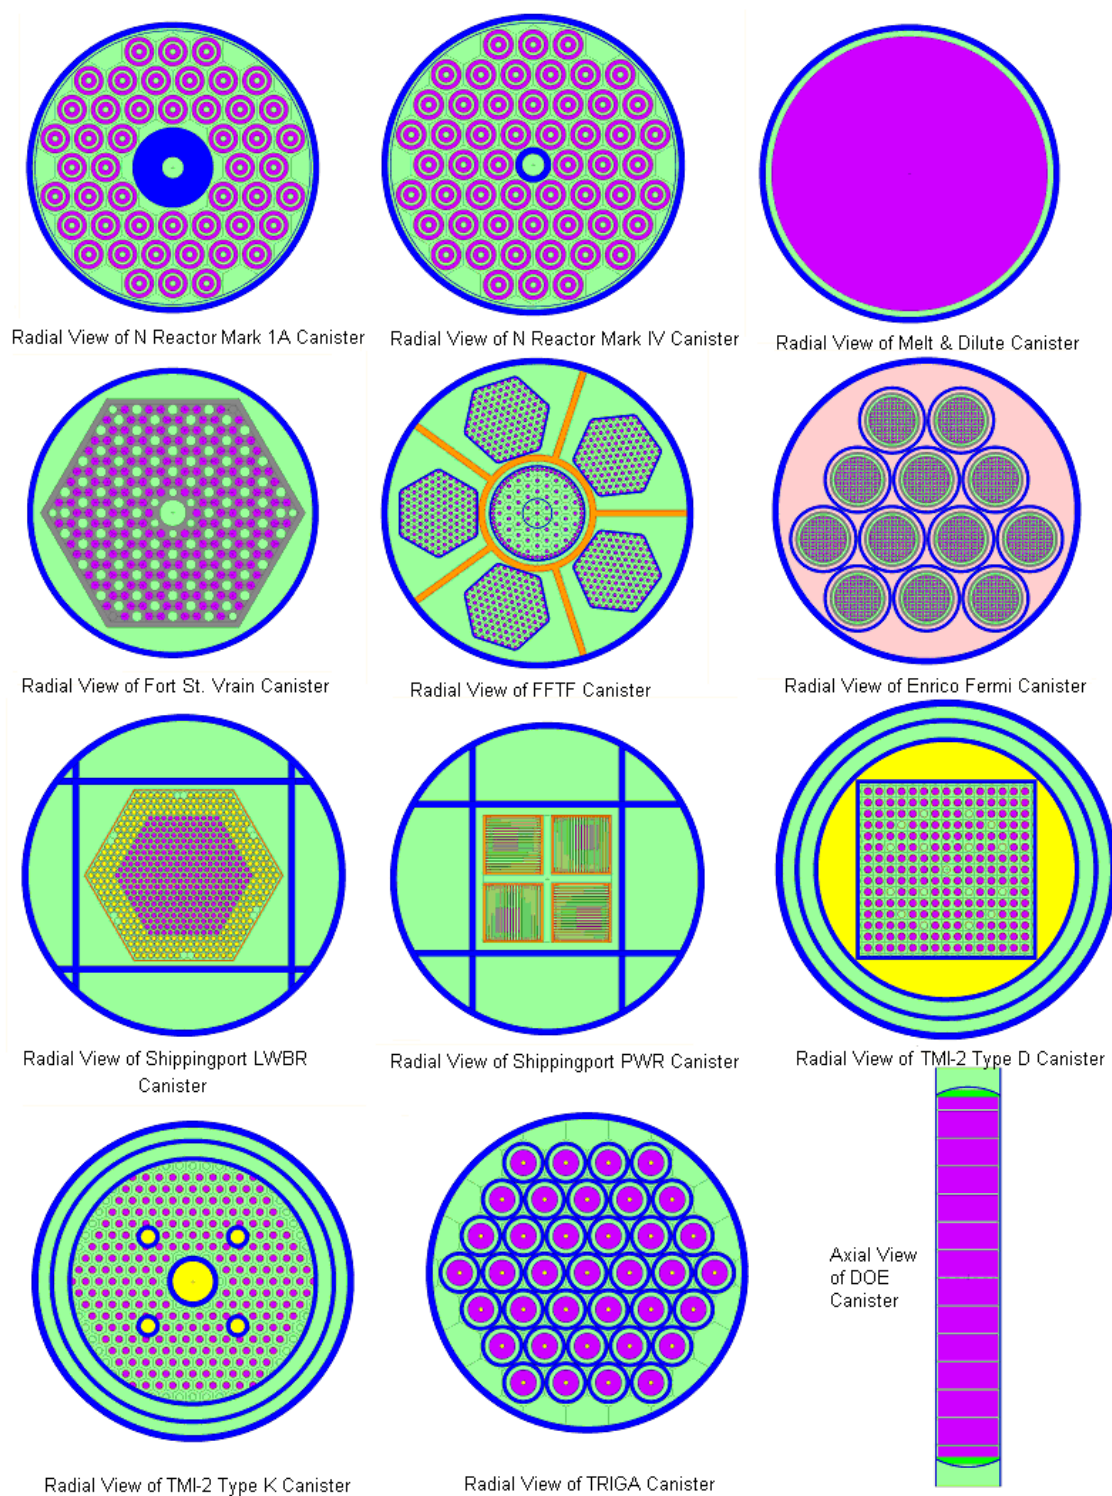 Radial View of N Reactor Mark 1A Canister
Radial View of N Reactor Mark IV Canister
Radial View of Melt & Dilute Canister
Radial View of Fort St. Vrain Canister
Radial View of FFTF Canister
Radial View of Enrico Fermi Canister
Radial View of Shippingport LWBR
Canister
Radial View of Shippingport PWR Canister
Radial View of TMI-2 Type D Canister
Radial View of TMI-2 Type K Canister
Radial View of TRIGA Canister
Axial View
of DOE
Canister